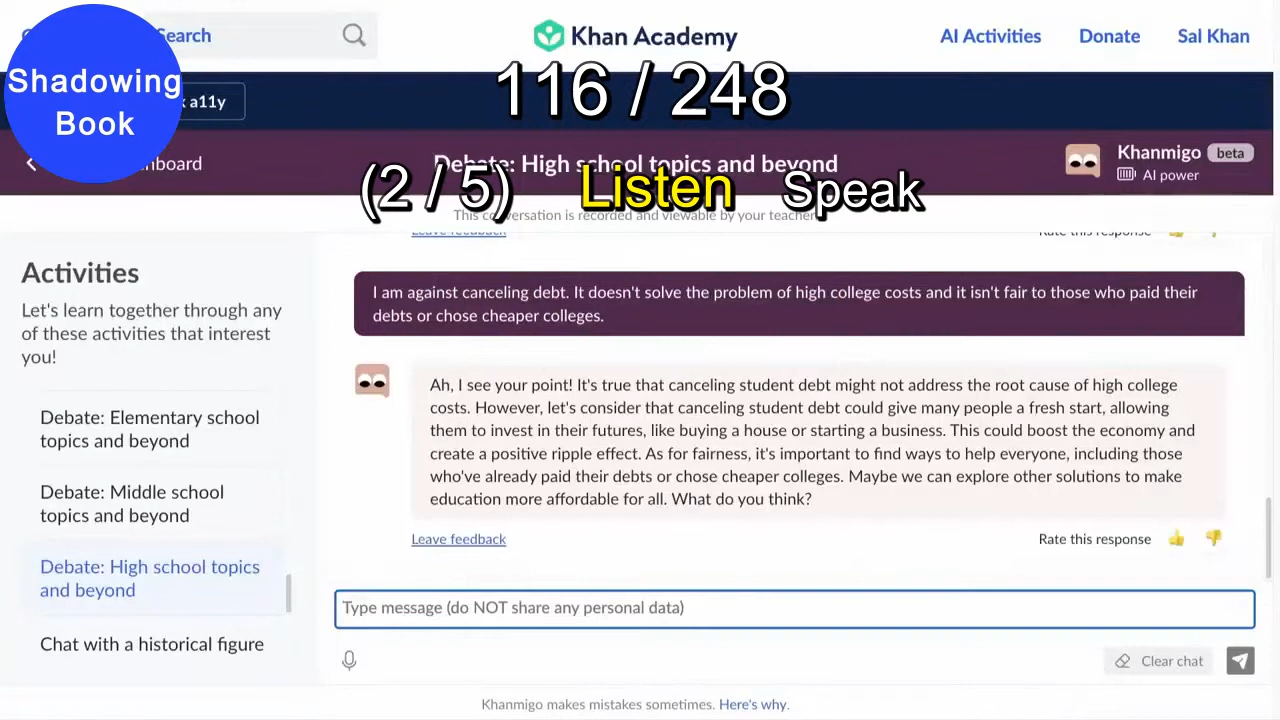 Search
Khan Academy
AI Activities
Donate
Sal Khan
Shadowing
Book
a11y
116 / 248
Debate: High school topics and beyond
Khanmigo beta
AI power
(2 / 5) Listen Speak
This conversation is recorded and viewable by your teacher
Leave feedback
Rate this response
Activities
Let's learn together through any
of these activities that interest
you!
Debate: Elementary school
topics and beyond
Debate: Middle school
topics and beyond
Debate: High school topics
and beyond
Chat with a historical figure
I am against canceling debt. It doesn't solve the problem of high college costs and it isn't fair to those who paid their
debts or chose cheaper colleges.
Ah, I see your point! It's true that canceling student debt might not address the root cause of high college
costs. However, let's consider that canceling student debt could give many people a fresh start, allowing
them to invest in their futures, like buying a house or starting a business. This could boost the economy and
create a positive ripple effect. As for fairness, it's important to find ways to help everyone, including those
who've already paid their debts or chose cheaper colleges. Maybe we can explore other solutions to make
education more affordable for all. What do you think?
Leave feedback
Rate this response
Type message (do NOT share any personal data)
Clear chat
Khanmigo makes mistakes sometimes. Here's why.